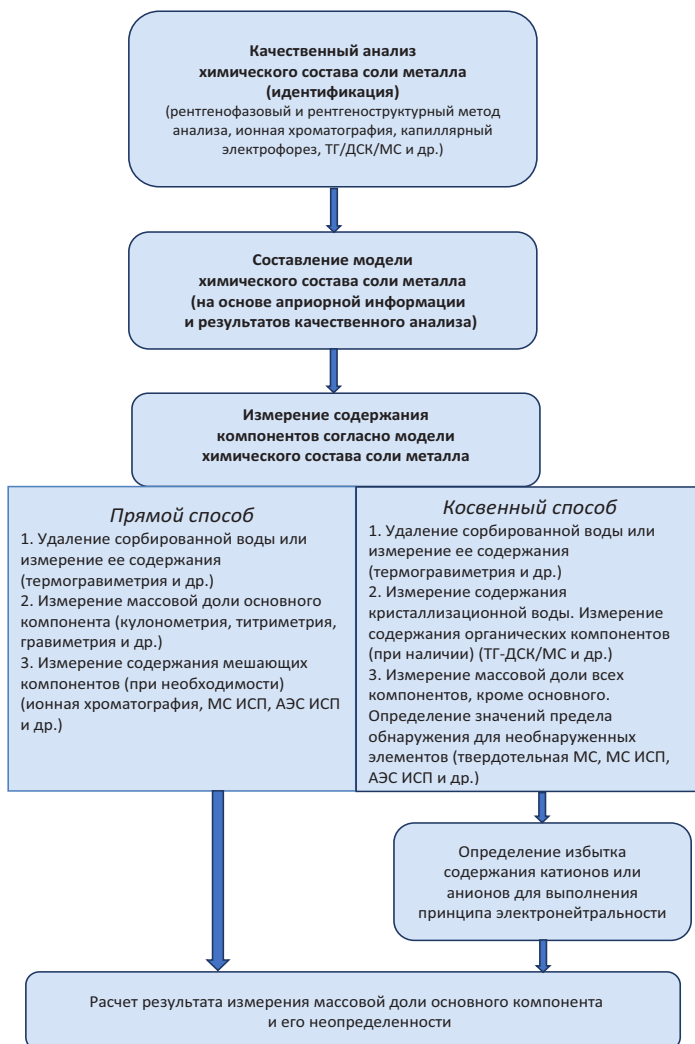 Качественный анализ
химического состава соли металла
(идентификация)
(рентгенофазовый и рентгеноструктурный метод
анализа, ионная хроматография, капиллярный
электрофорез, ТГ/ДСК/МС и др.)
Составление модели
химического состава соли металла
(на основе априорной информации
и результатов качественного анализа)
Измерение содержания
компонентов согласно модели
химического состава соли металла
Прямой способ
1. Удаление сорбированной воды или
измерение ее содержания
(термогравиметрия и др.)
2. Измерение массовой доли основного
компонента (кулонометрия, титриметрия,
гравиметрия и др.)
3. Измерение содержания мешающих
компонентов (при необходимости)
(ионная хроматография, МС ИСП, АЭС ИСП
и др.)
Косвенный способ
1. Удаление сорбированной воды или
измерение ее содержания
(термогравиметрия и др.)
2. Измерение содержания
кристаллизационной воды. Измерение
содержания органических компонентов
(при наличии) (ТГ-ДСК/МС и др.)
3. Измерение массовой доли всех
компонентов, кроме основного.
Определение значений предела
обнаружения для необнаруженных
элементов (твердотельная МС, МС ИСП,
АЭС ИСП и др.)
Определение избытка
содержания катионов или
анионов для выполнения
принципа электронейтральности
Расчет результата измерения массовой доли основного компонента
и его неопределенности